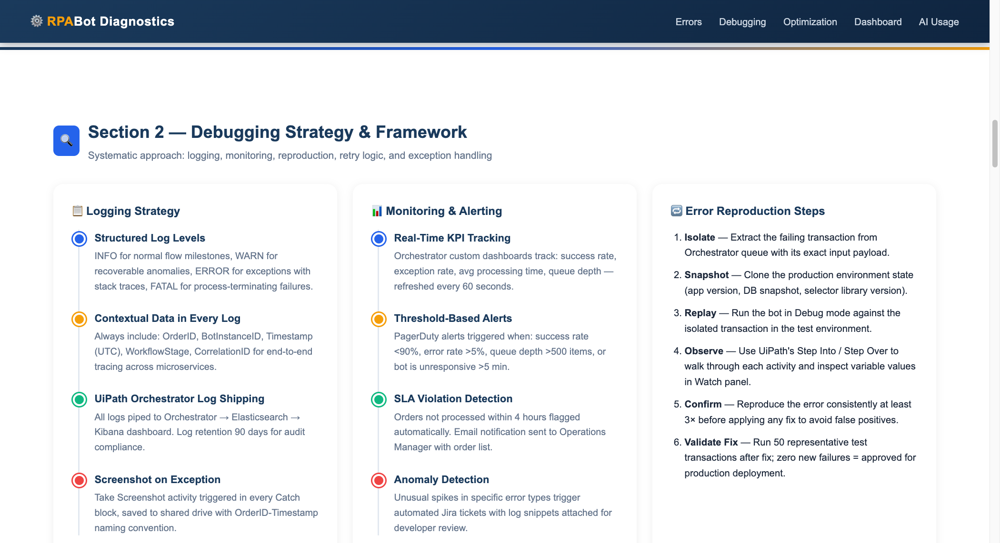 RPABot Diagnostics
Errors
Debugging
Optimization
Dashboard
AI Usage
Section 2 — Debugging Strategy & Framework
Systematic approach: logging, monitoring, reproduction, retry logic, and exception handling
Logging Strategy
Structured Log Levels
INFO for normal flow milestones, WARN for
recoverable anomalies, ERROR for exceptions with
stack traces, FATAL for process-terminating failures.
Contextual Data in Every Log
Always include: OrderID, BotInstanceID, Timestamp
(UTC), WorkflowStage, CorrelationID for end-to-end
tracing across microservices.
UiPath Orchestrator Log Shipping
All logs piped to Orchestrator → Elasticsearch →
Kibana dashboard. Log retention 90 days for audit
compliance.
Screenshot on Exception
Take Screenshot activity triggered in every Catch
block, saved to shared drive with OrderID-Timestamp
naming convention.
Monitoring & Alerting
Real-Time KPI Tracking
Orchestrator custom dashboards track: success rate,
exception rate, avg processing time, queue depth —
refreshed every 60 seconds.
Threshold-Based Alerts
PagerDuty alerts triggered when: success rate
<90%, error rate >5%, queue depth >500 items, or
bot is unresponsive >5 min.
SLA Violation Detection
Orders not processed within 4 hours flagged
automatically. Email notification sent to Operations
Manager with order list.
Anomaly Detection
Unusual spikes in specific error types trigger
automated Jira tickets with log snippets attached for
developer review.
Error Reproduction Steps
1. Isolate — Extract the failing transaction from
Orchestrator queue with its exact input payload.
2. Snapshot — Clone the production environment state
(app version, DB snapshot, selector library version).
3. Replay — Run the bot in Debug mode against the
isolated transaction in the test environment.
4. Observe — Use UiPath's Step Into / Step Over to
walk through each activity and inspect variable values
in Watch panel.
5. Confirm — Reproduce the error consistently at least
3× before applying any fix to avoid false positives.
6. Validate Fix — Run 50 representative test
transactions after fix; zero new failures = approved for
production deployment.